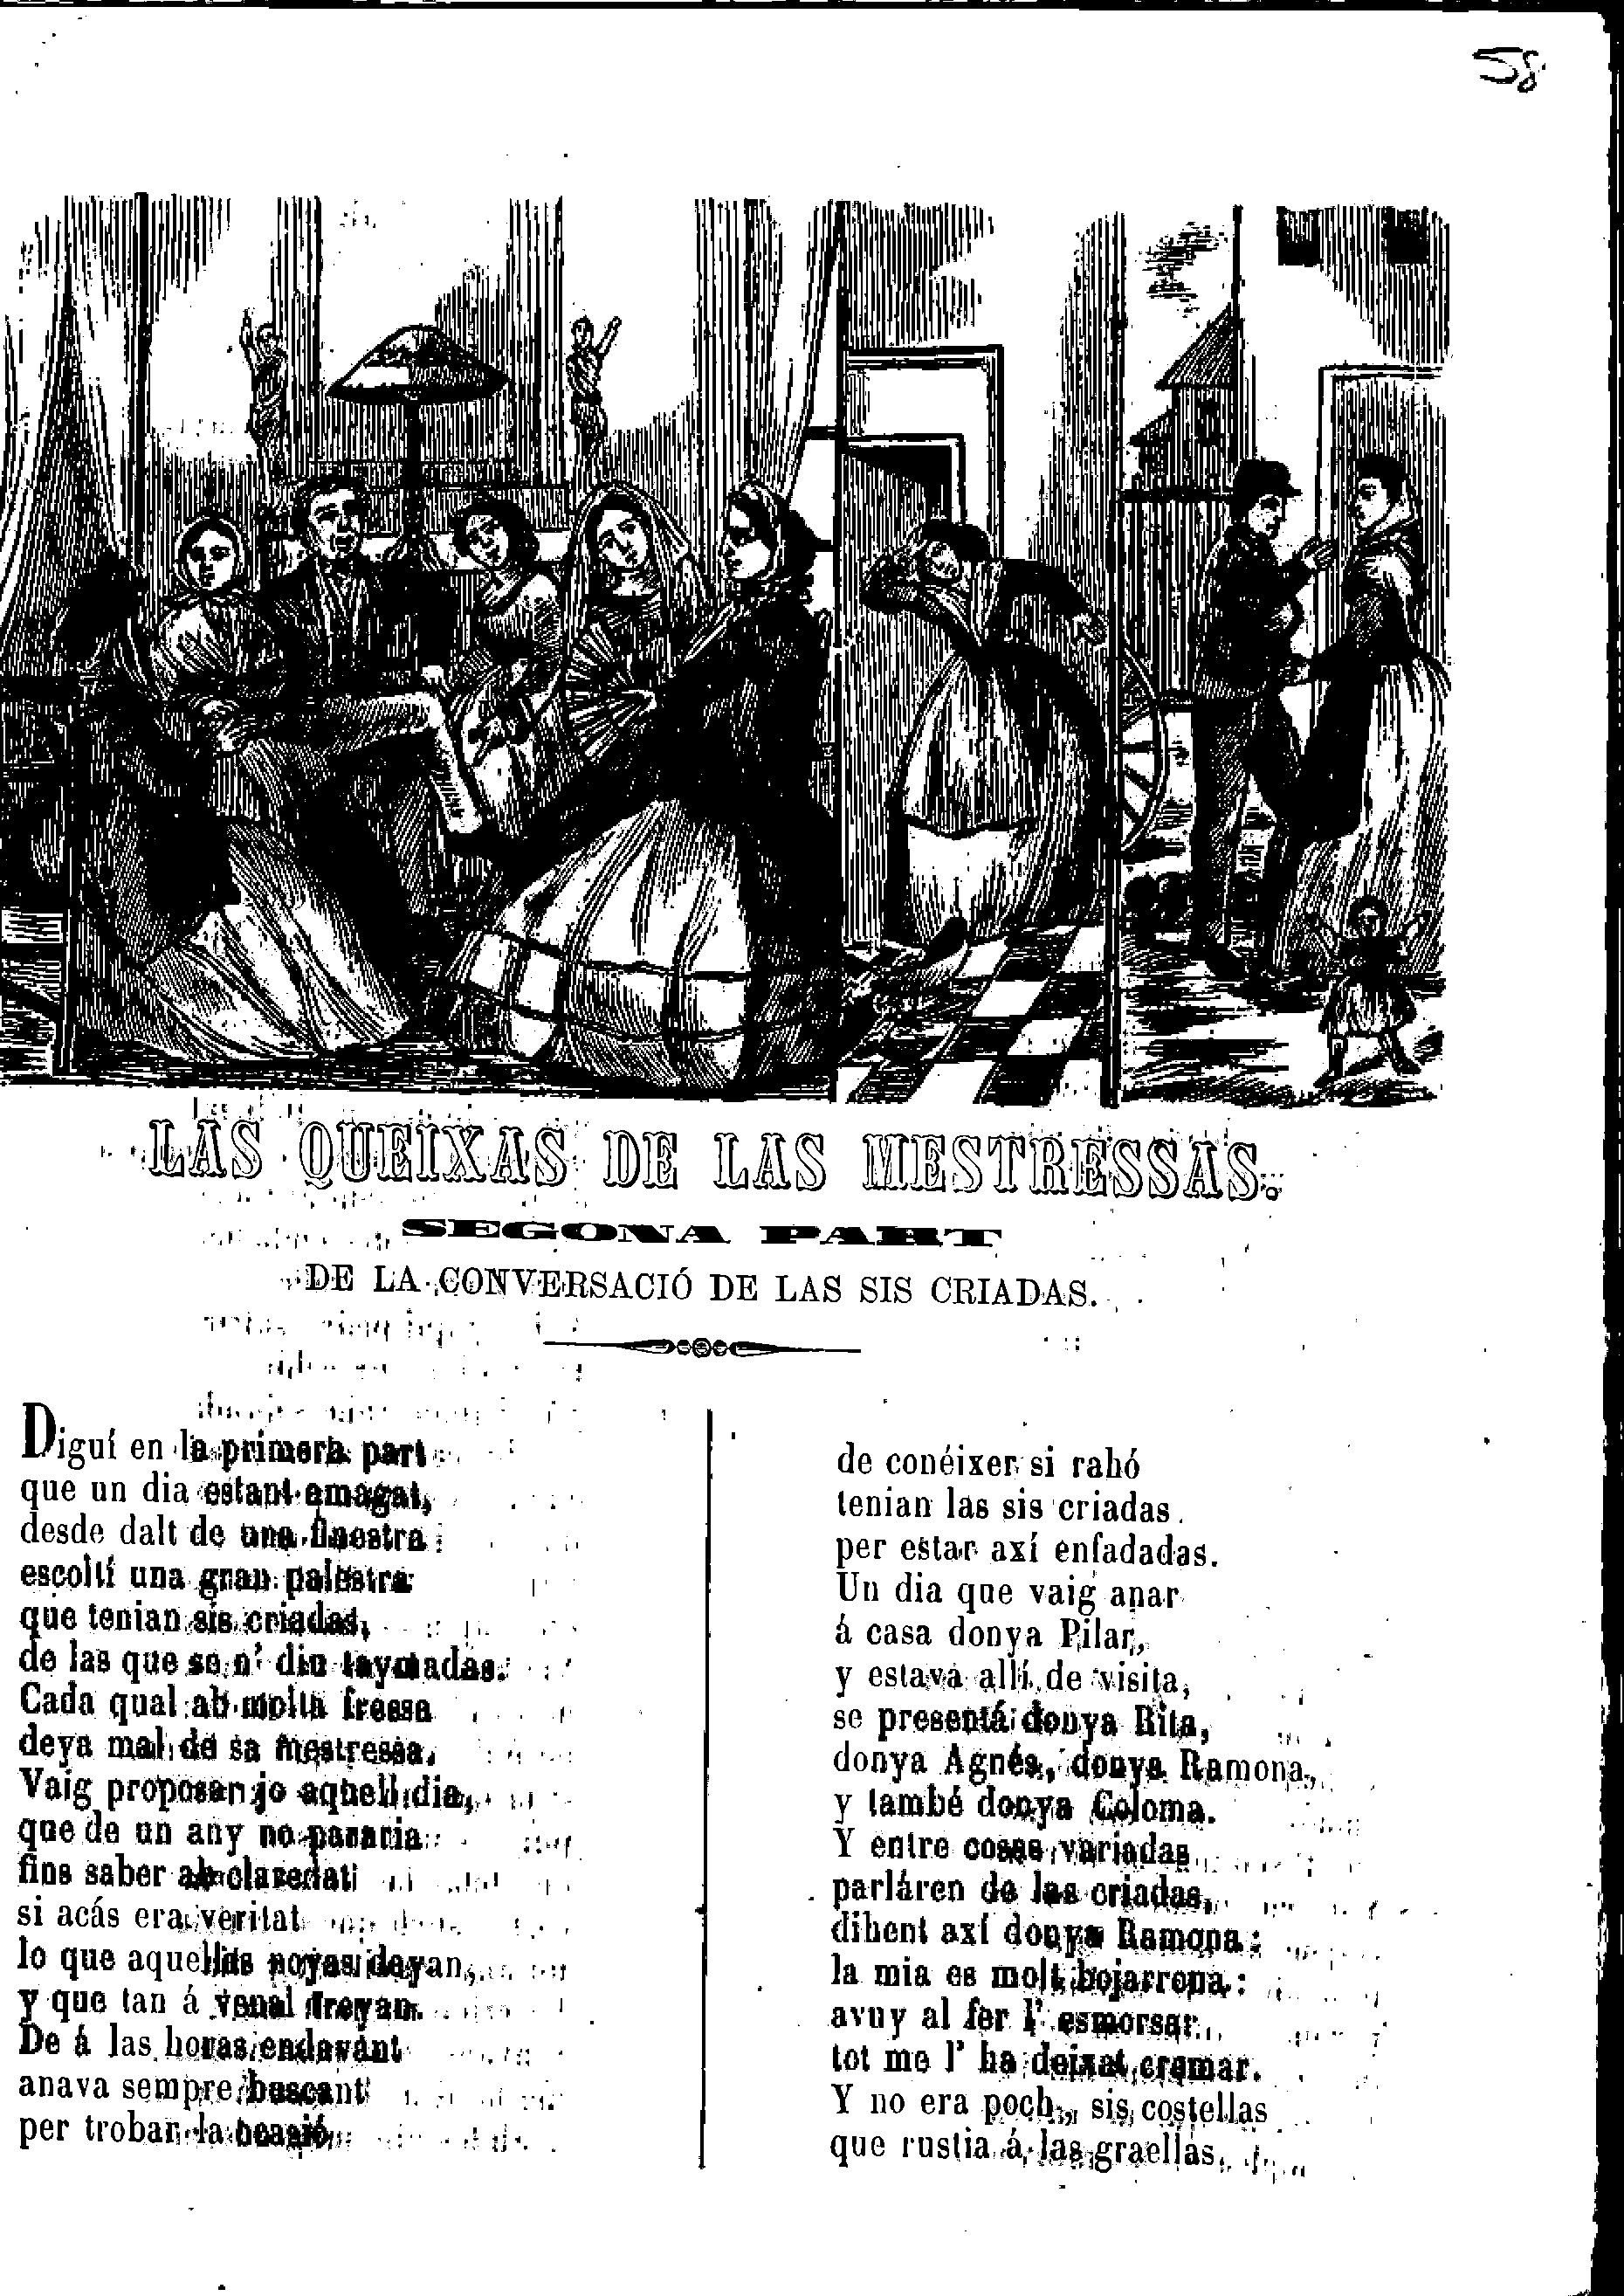 58
LAS QUEIXAS DE LAS MESTRESSAS.
SEGONA PART
DE LA CONVERSACIÓ DE LAS SIS CRIADAS.
Diguí en la primera part
que un dia estant amagat,
desde dalt de una finestra
escoltí una gran palestra
que tenian sis criadas,
de las que se n' diu taymadas.
Cada qual ab molta fressa
deya mal de sa mestressa.
Vaig proposar jo aquell dia,
que de un any no pararia
fins saber ab claredat
si acás era veritat
lo que aquellas noyas deyan,
y que tan á venal treyan.
De á las horas endavant
anava sempre buscant
per trobar la ocasió
de conéixer si rahó
tenian las sis criadas
per estar axí enfadadas.
Un dia que vaig anar
á casa donya Pilar,
y estava allí de visita,
se presentá donya Rita,
donya Agnés, donya Ramona,
y també donya Coloma.
Y entre cosas variadas
parláren de las criadas,
dihent axí donya Ramona:
la mia es molt bojarrona:
avuy al fer l' esmorsar
tot me l' ha deixat cremar.
Y no era poch, sis costellas
que rustia á las graellas,